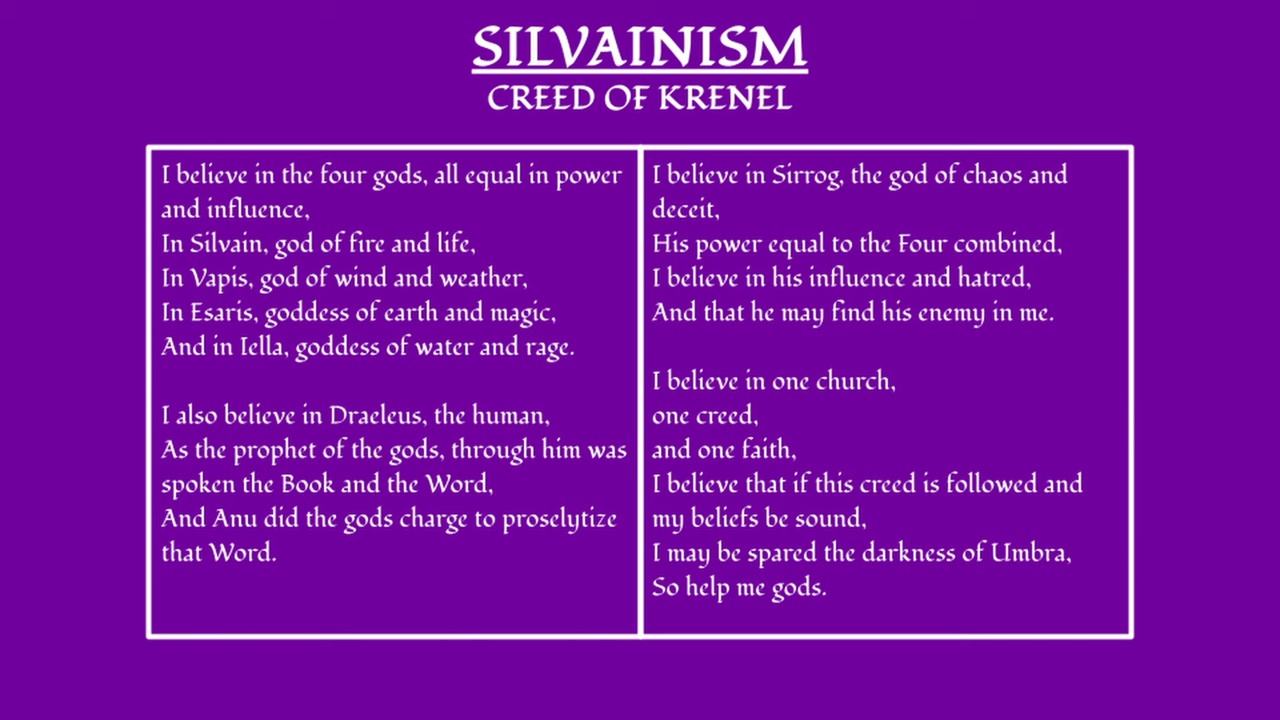 SILVAINISM
CREED OF KRENEL
I believe in the four gods, all equal in power
and influence,
In Silvain, god of fire and life,
In Vapis, god of wind and weather,
In Esaris, goddess of earth and magic,
And in Iella, goddess of water and rage.
I also believe in Draeleus, the human,
As the prophet of the gods, through him was
spoken the Book and the Word,
And Anu did the gods charge to proselytize
that Word.
I believe in Sirrog, the god of chaos and
deceit,
His power equal to the Four combined,
I believe in his influence and hatred,
And that he may find his enemy in me.
I believe in one church,
one creed,
and one faith,
I believe that if this creed is followed and
my beliefs be sound,
I may be spared the darkness of Umbra,
So help me gods.